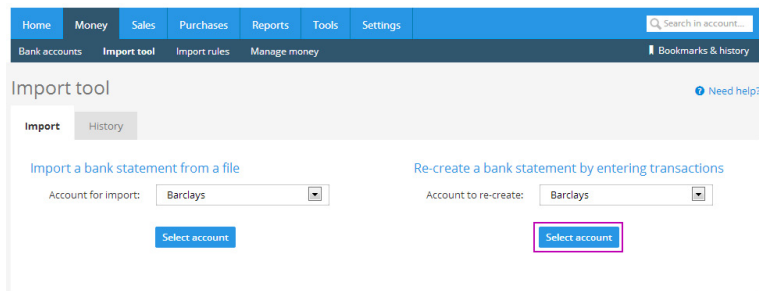 Home Money Sales Purchases Reports Tools Settings Search in account...
Bank accounts Import tool Import rules Manage money Bookmarks & history
Import tool
Need help?
Import History
Import a bank statement from a file Re-create a bank statement by entering transactions
Account for import: Barclays Account to re-create: Barclays
Select account Select account